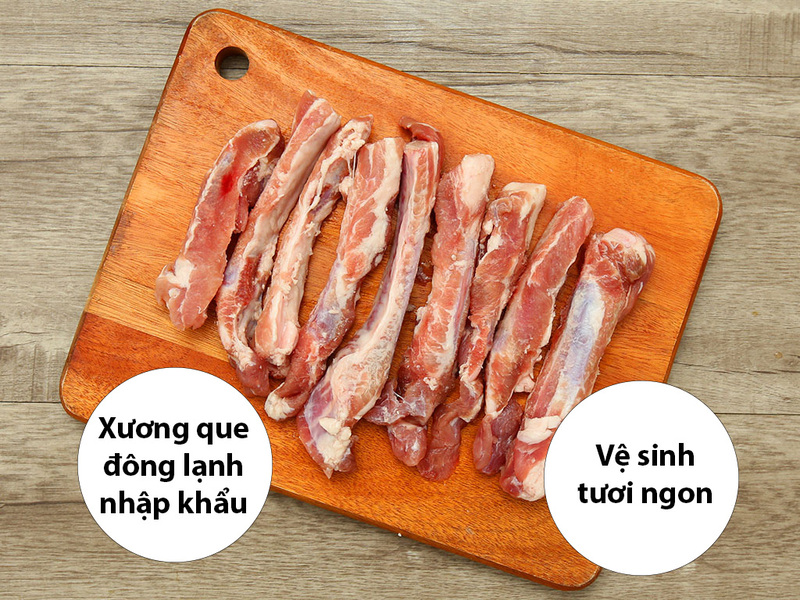 Xương que
đông lạnh
nhập khẩu
Vệ sinh
tươi ngon